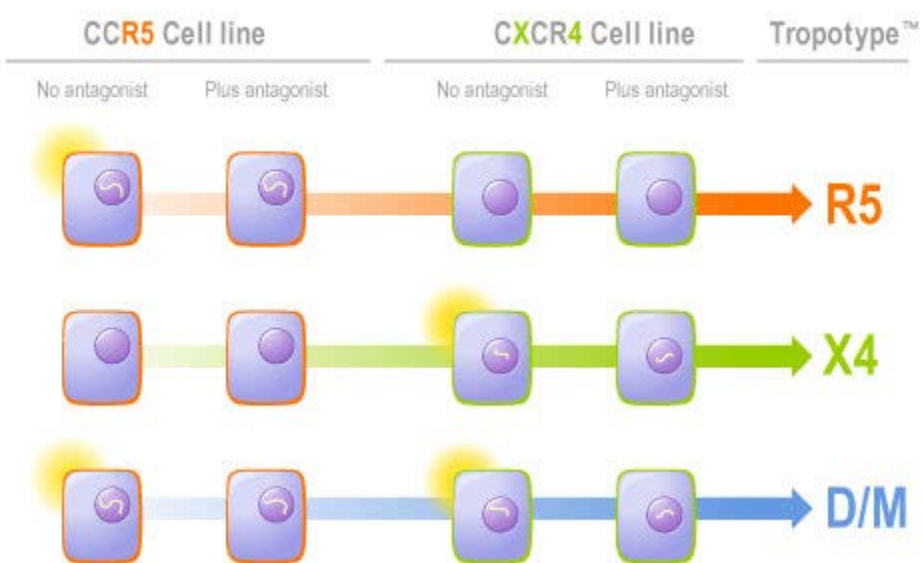 CCR5 Cell line CXCR4 Cell line Tropotype™
No antagonist Plus antagonist No antagonist Plus antagonist
R5
X4
D/M